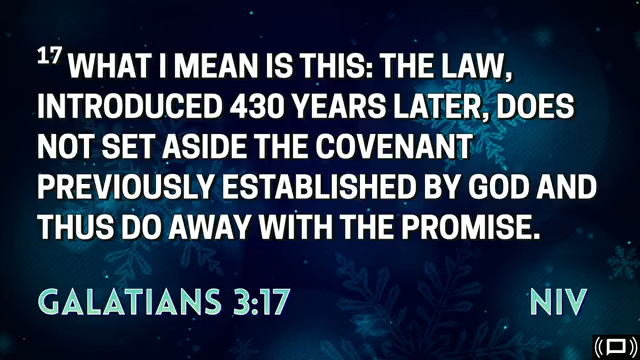 17 WHAT I MEAN IS THIS: THE LAW,
INTRODUCED 430 YEARS LATER, DOES
NOT SET ASIDE THE COVENANT
PREVIOUSLY ESTABLISHED BY GOD AND
THUS DO AWAY WITH THE PROMISE.
GALATIANS 3:17 NIV